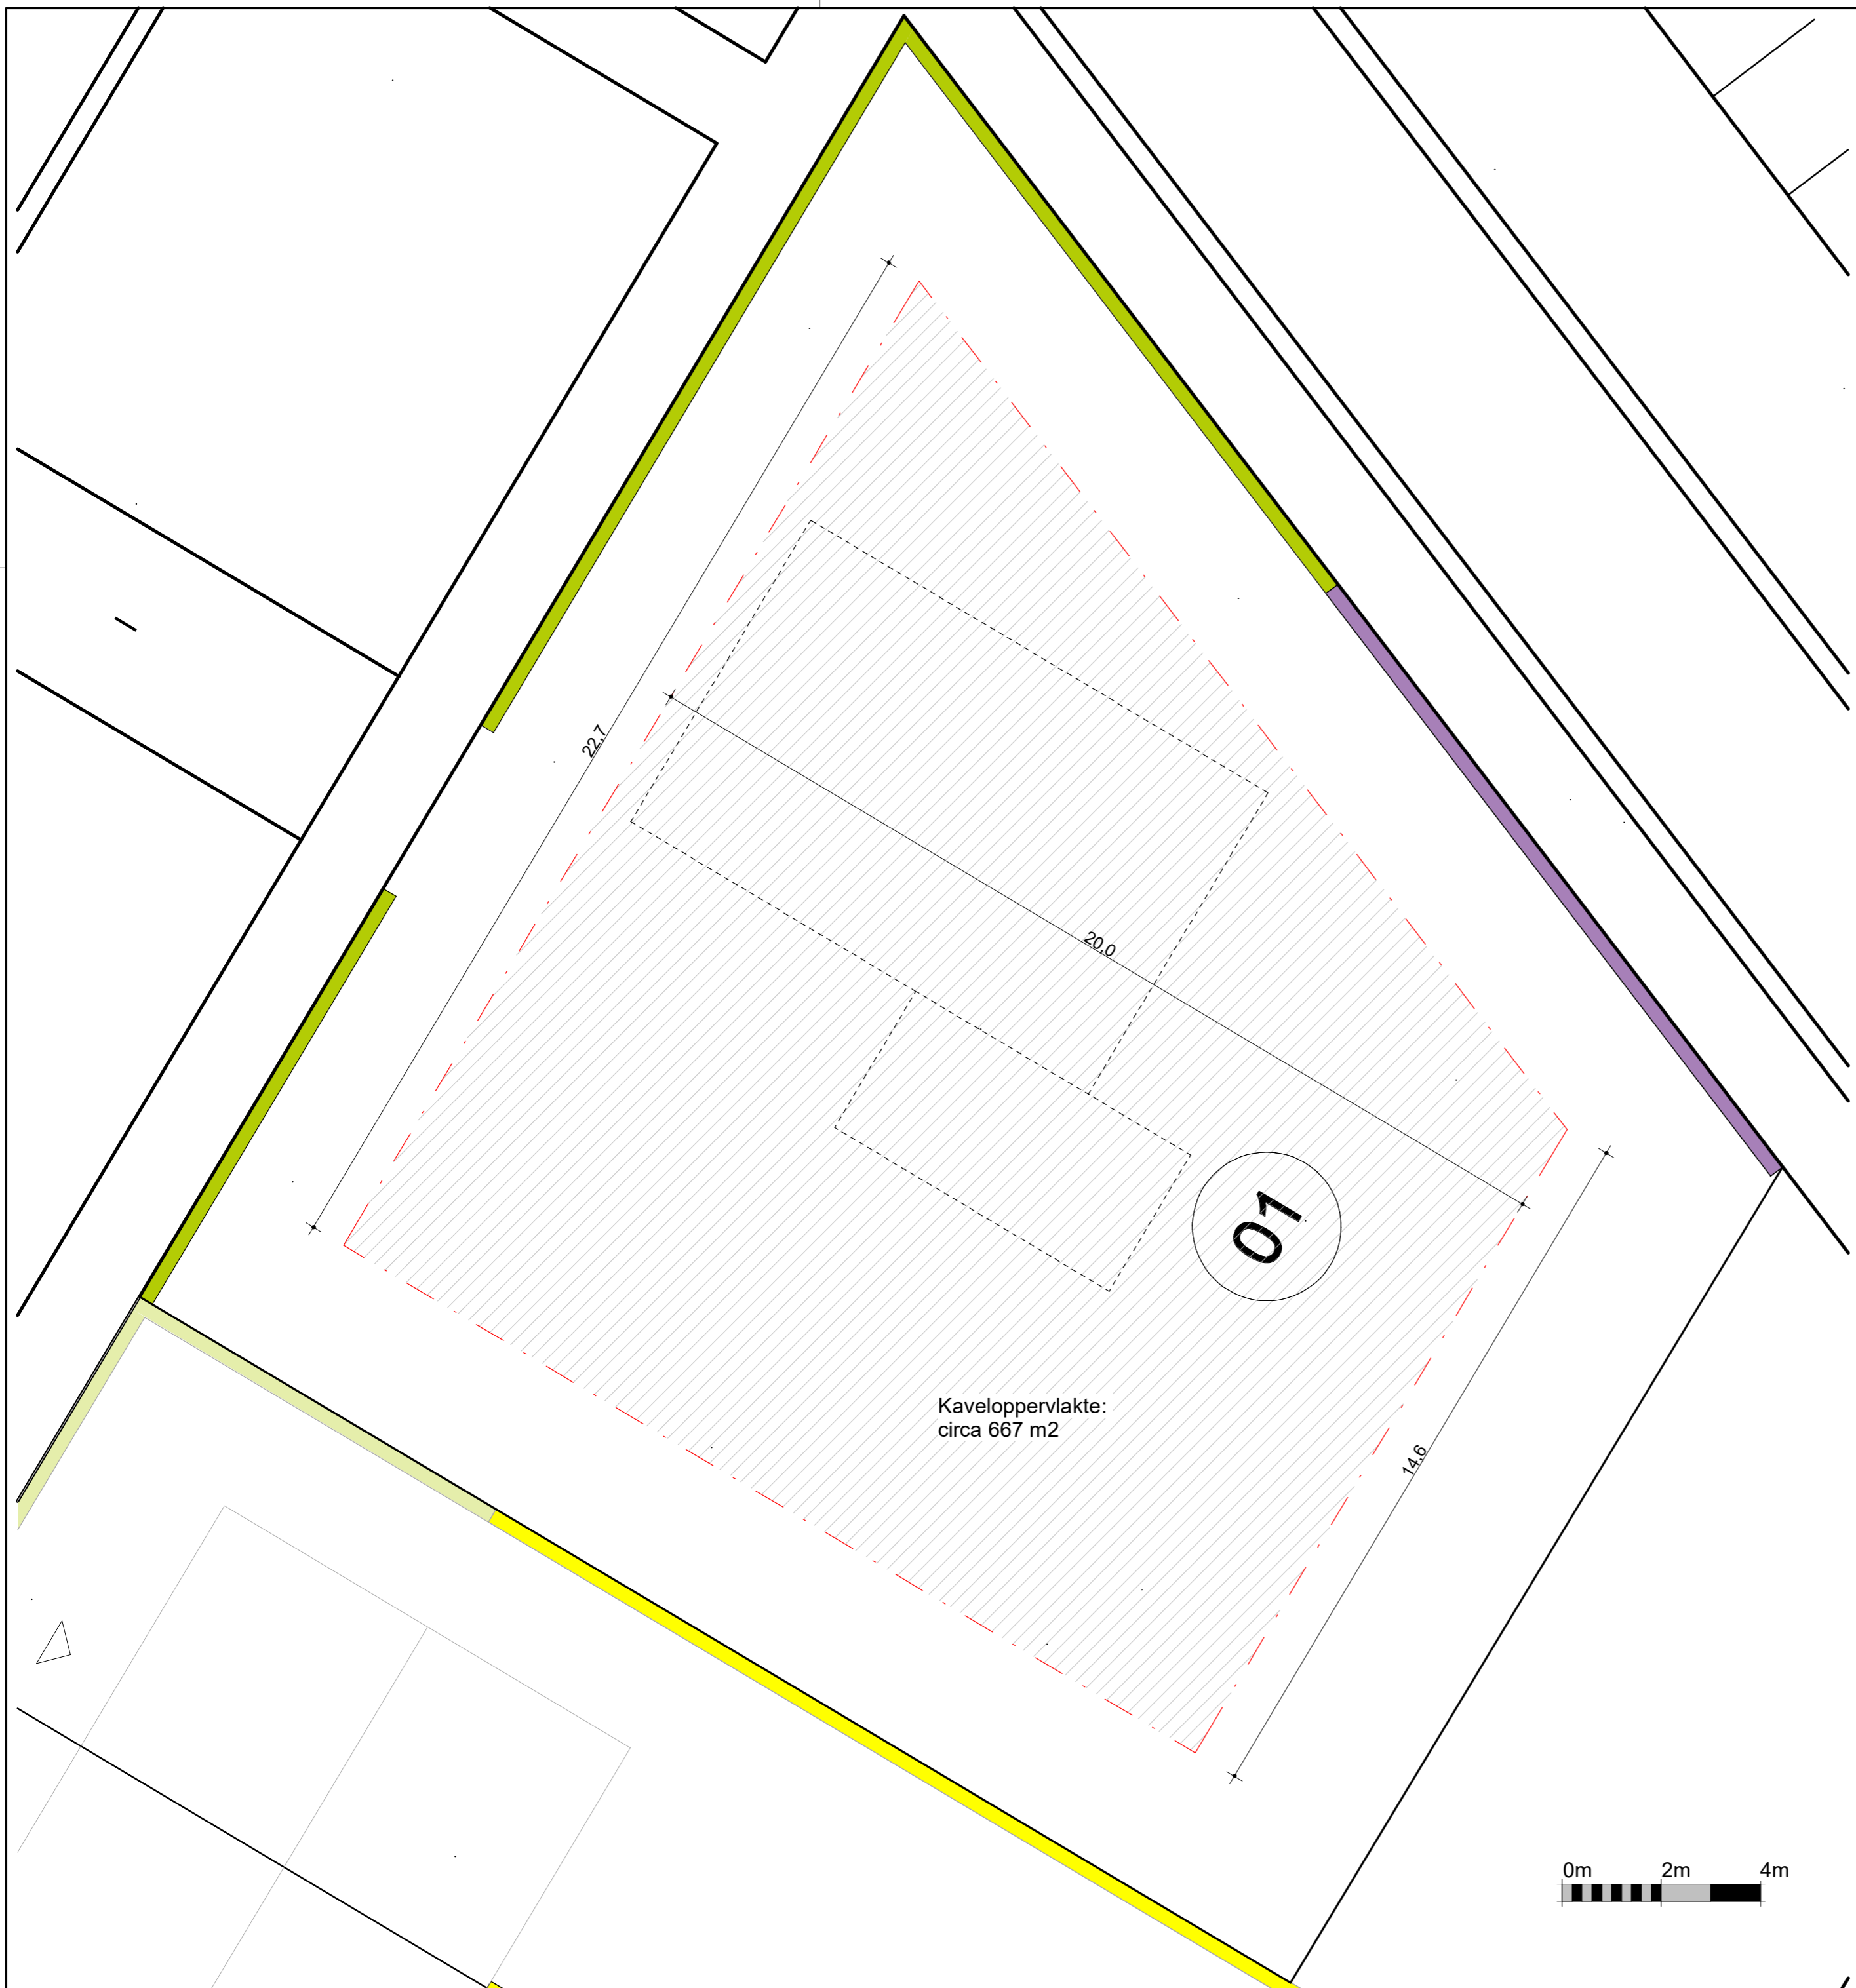 22,7
20,0
01
Kaveloppervlakte:
circa 667 m2
14,6
0m 2m 4m